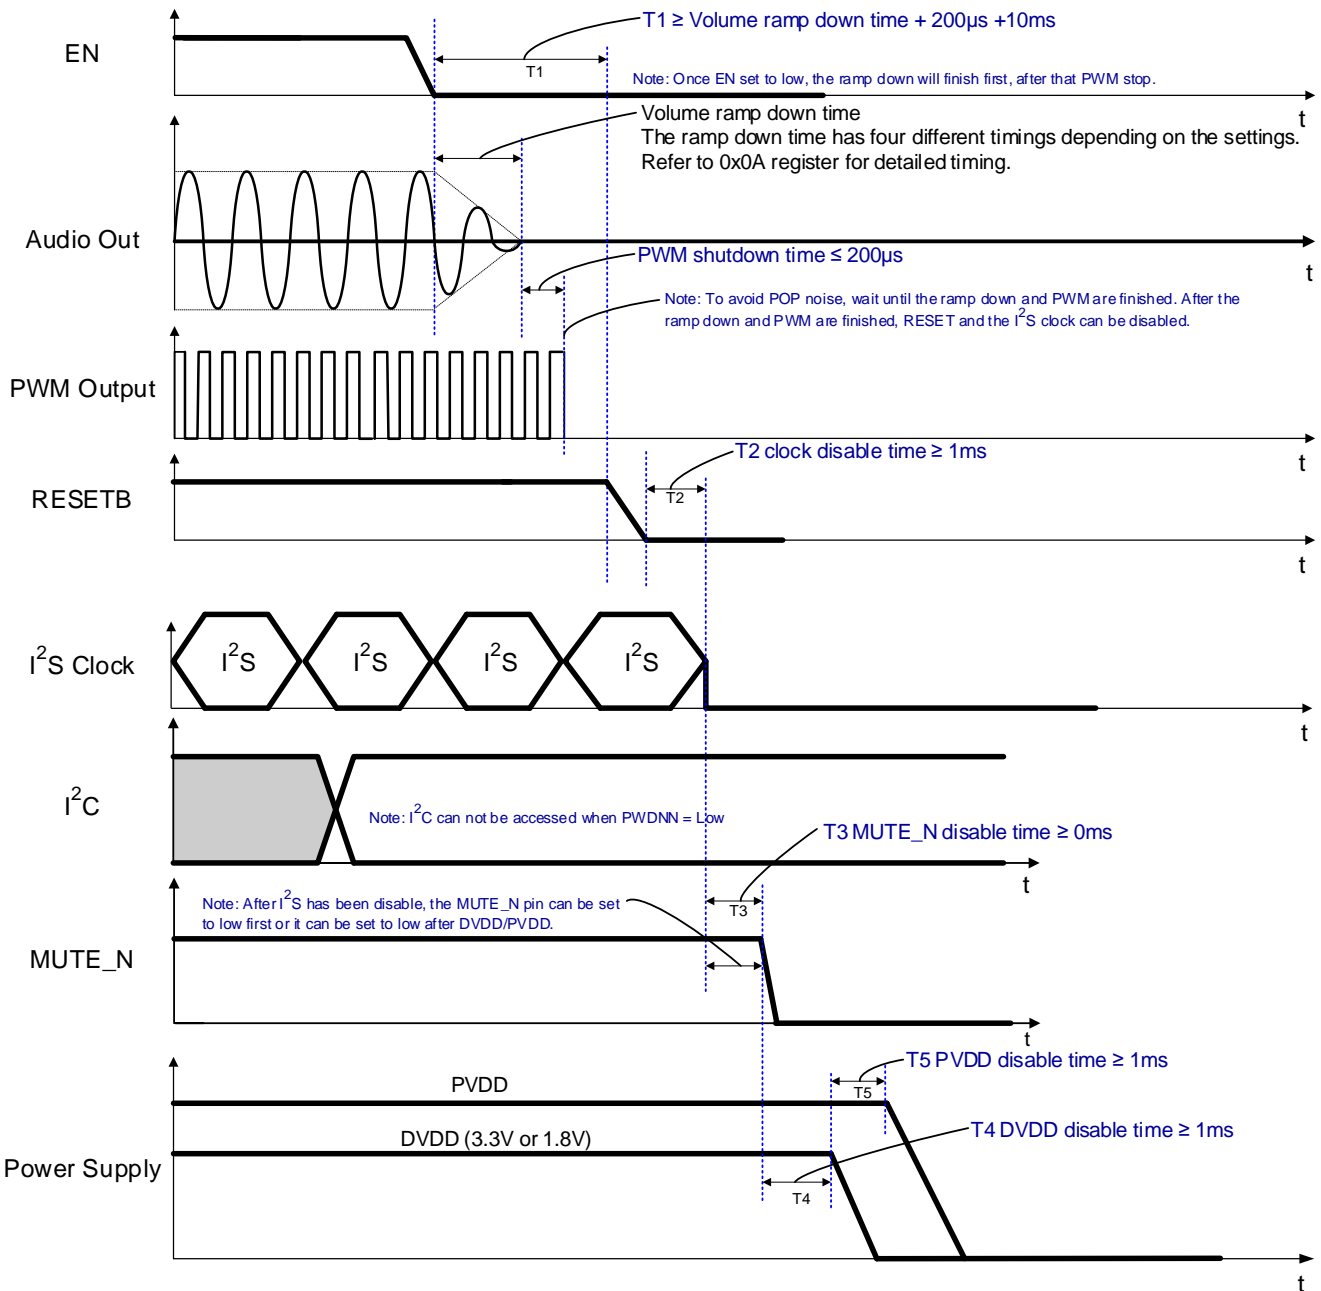 T1 ≥ Volume ramp down time + 200µs +10ms
EN
T1
Note: Once EN set to low, the ramp down will finish first, after that PWM stop.
t
Volume ramp down time
The ramp down time has four different timings depending on the settings.
Refer to 0x0A register for detailed timing.
Audio Out
PWM shutdown time ≤ 200µs
t
Note: To avoid POP noise, wait until the ramp down and PWM are finished. After the
ramp down and PWM are finished, RESET and the I²S clock can be disabled.
PWM Output
T2 clock disable time ≥ 1ms
t
RESETB
T2
t
I²S Clock
I²S
I²S
I²S
I²S
t
I²C
Note: I²C can not be accessed when PWDNN = Low
T3 MUTE_N disable time ≥ 0ms
t
Note: After I²S has been disable, the MUTE_N pin can be set
to low first or it can be set to low after DVDD/PVDD.
T3
MUTE_N
t
T5 PVDD disable time ≥ 1ms
PVDD
T5
DVDD (3.3V or 1.8V)
T4 DVDD disable time ≥ 1ms
Power Supply
T4
t